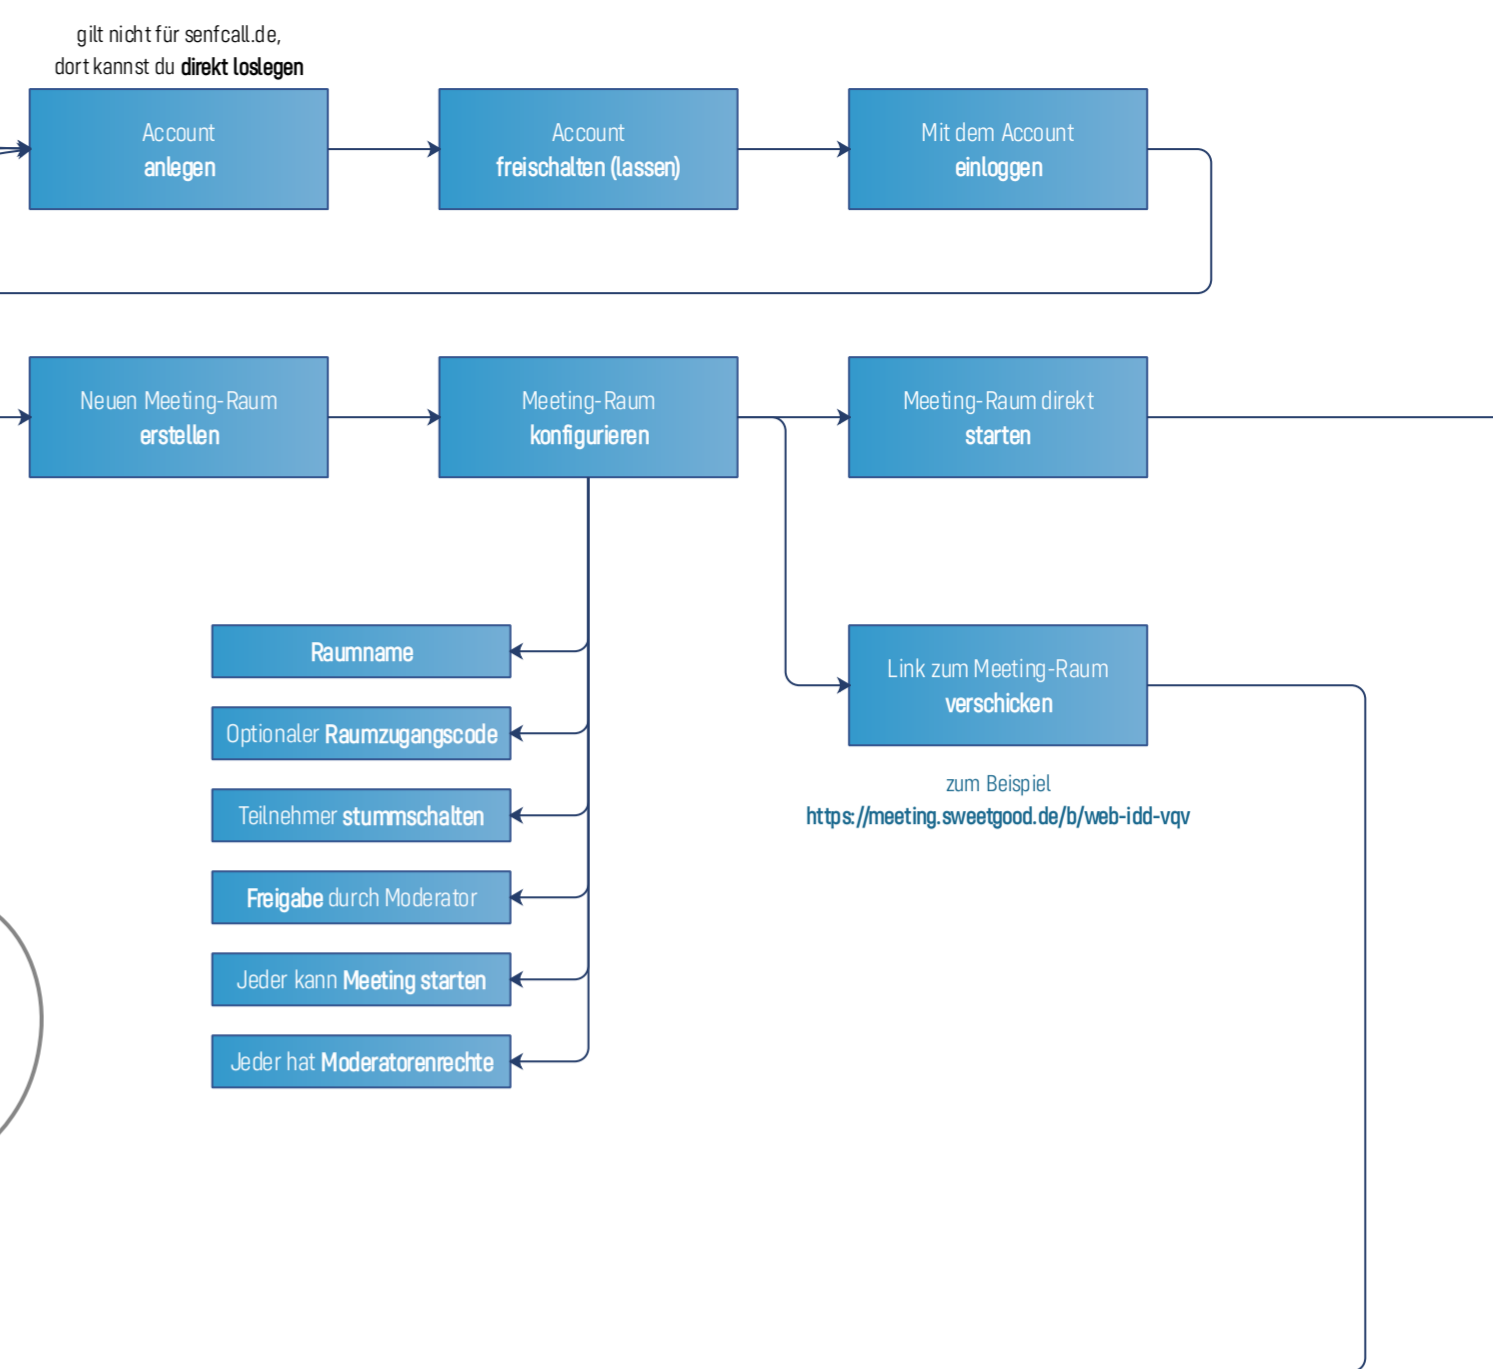 gilt nicht für senfcall.de,
dort kannst du direkt loslegen
Account
anlegen
Account
freischalten (lassen)
Mit dem Account
einloggen
Neuen Meeting-Raum
erstellen
Meeting-Raum
konfigurieren
Meeting-Raum direkt
starten
Raumname
Optionaler Raumzugangscode
Teilnehmer stummschalten
Freigabe durch Moderator
Jeder kann Meeting starten
Jeder hat Moderatorenrechte
Link zum Meeting-Raum
verschicken
zum Beispiel
https://meeting.sweetgood.de/b/web-idd-vqv